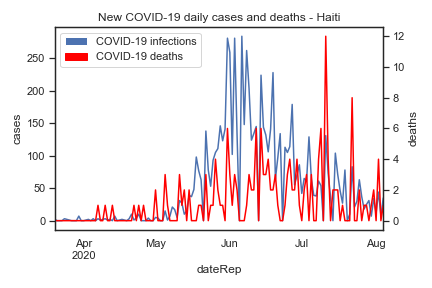 New COVID-19 daily cases and deaths - Haiti
COVID-19 infections
COVID-19 deaths
250
200
150
100
50
0
cases
12
10
8
6
4
2
0
deaths
Apr
2020
May
Jun
Jul
Aug
dateRep